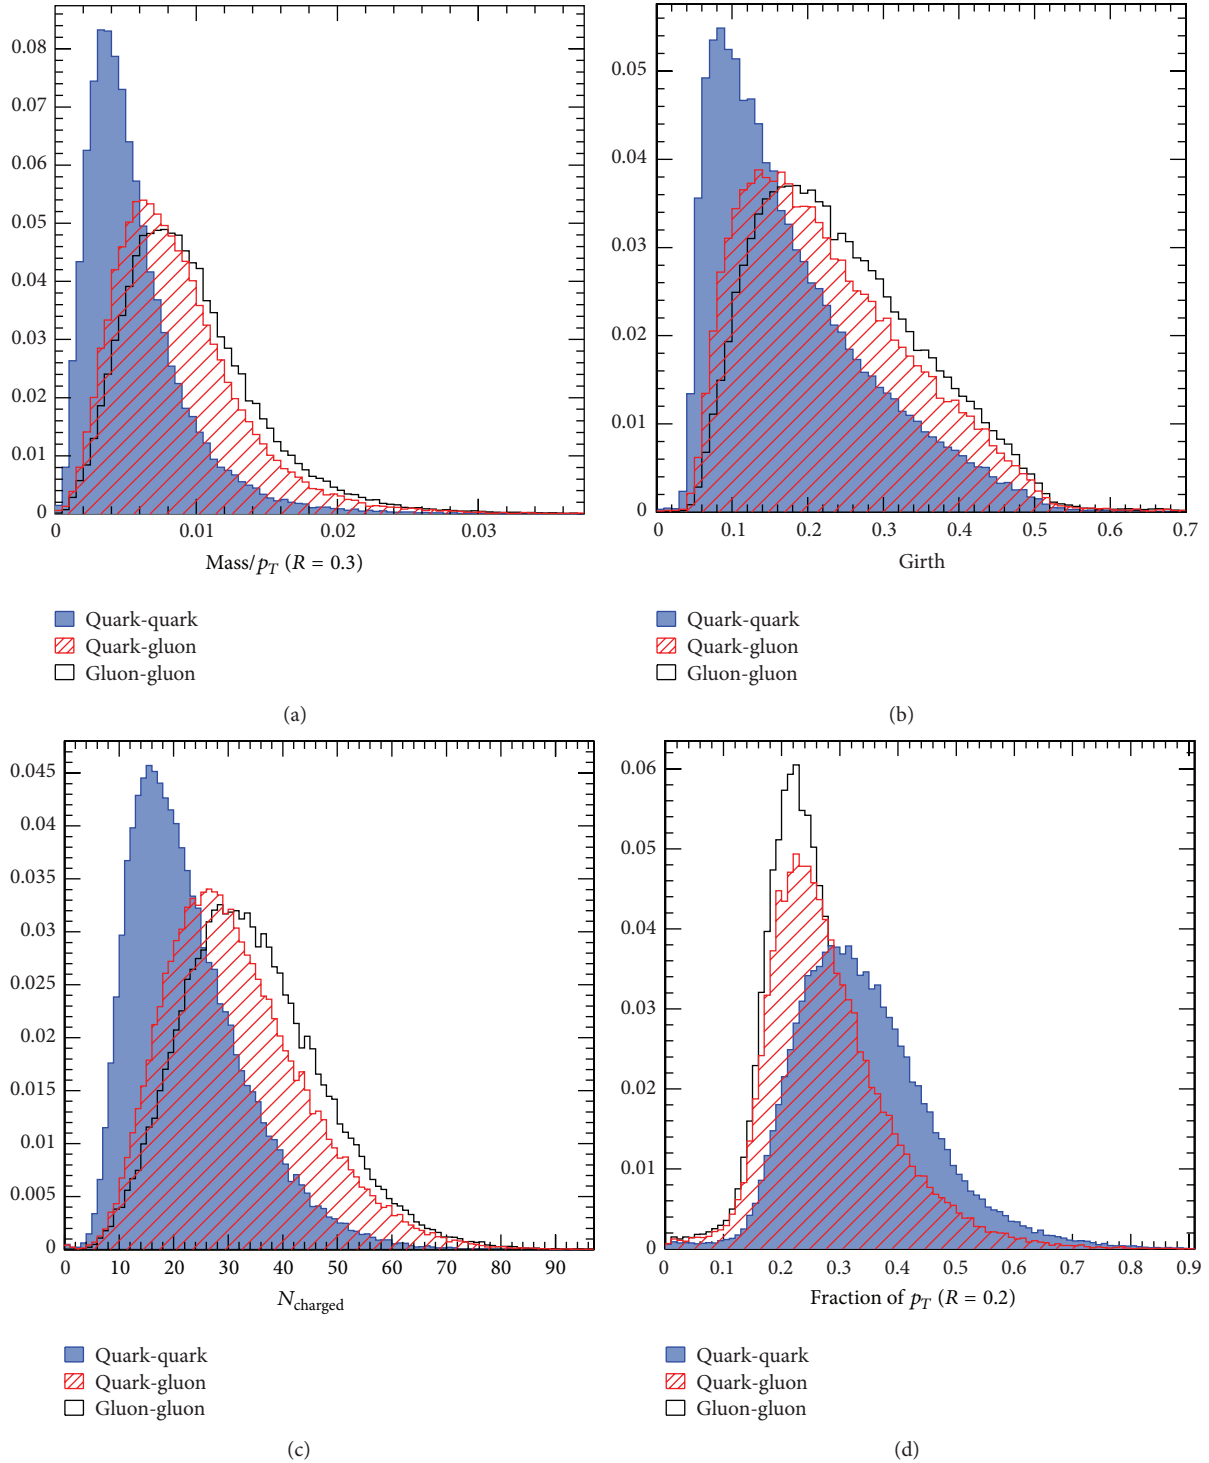 0.08
0.07
0.06
0.05
0.04
0.03
0.02
0.01
0
0 0.01 0.02 0.03
Mass/pT (R = 0.3)
Quark-quark
Quark-gluon
Gluon-gluon
(a)
0.05
0.04
0.03
0.02
0.01
0
0 0.1 0.2 0.3 0.4 0.5 0.6 0.7
Girth
Quark-quark
Quark-gluon
Gluon-gluon
(b)
0.045
0.04
0.035
0.03
0.025
0.02
0.015
0.01
0.005
0
0 10 20 30 40 50 60 70 80 90
Ncharged
Quark-quark
Quark-gluon
Gluon-gluon
(c)
0.06
0.05
0.04
0.03
0.02
0.01
0
0 0.1 0.2 0.3 0.4 0.5 0.6 0.7 0.8 0.9
Fraction of pT (R = 0.2)
Quark-quark
Quark-gluon
Gluon-gluon
(d)